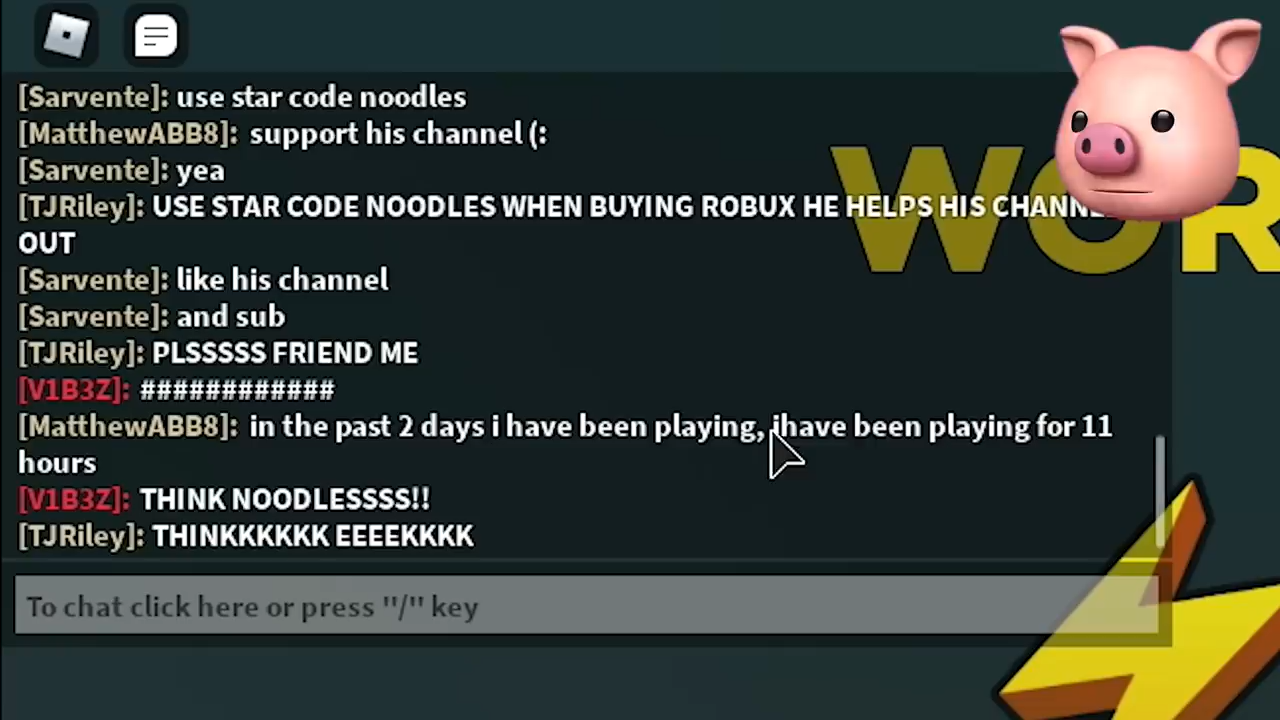 [Sarvente]: use star code noodles
[MatthewABB8]: support his channel (:
[Sarvente]: yea
[TJRiley]: USE STAR CODE NOODLES WHEN BUYING ROBUX HE HELPS HIS CHANNEL
OUT
[Sarvente]: like his channel
[Sarvente]: and sub
[TJRiley]: PLSSSSS FRIEND ME
[V1B3Z]: ############
[MatthewABB8]: in the past 2 days i have been playing, ihave been playing for 11
hours
[V1B3Z]: THINK NOODLESSSS!!
[TJRiley]: THINKKKKKK EEEEKKKK
To chat click here or press "/" key
WOR